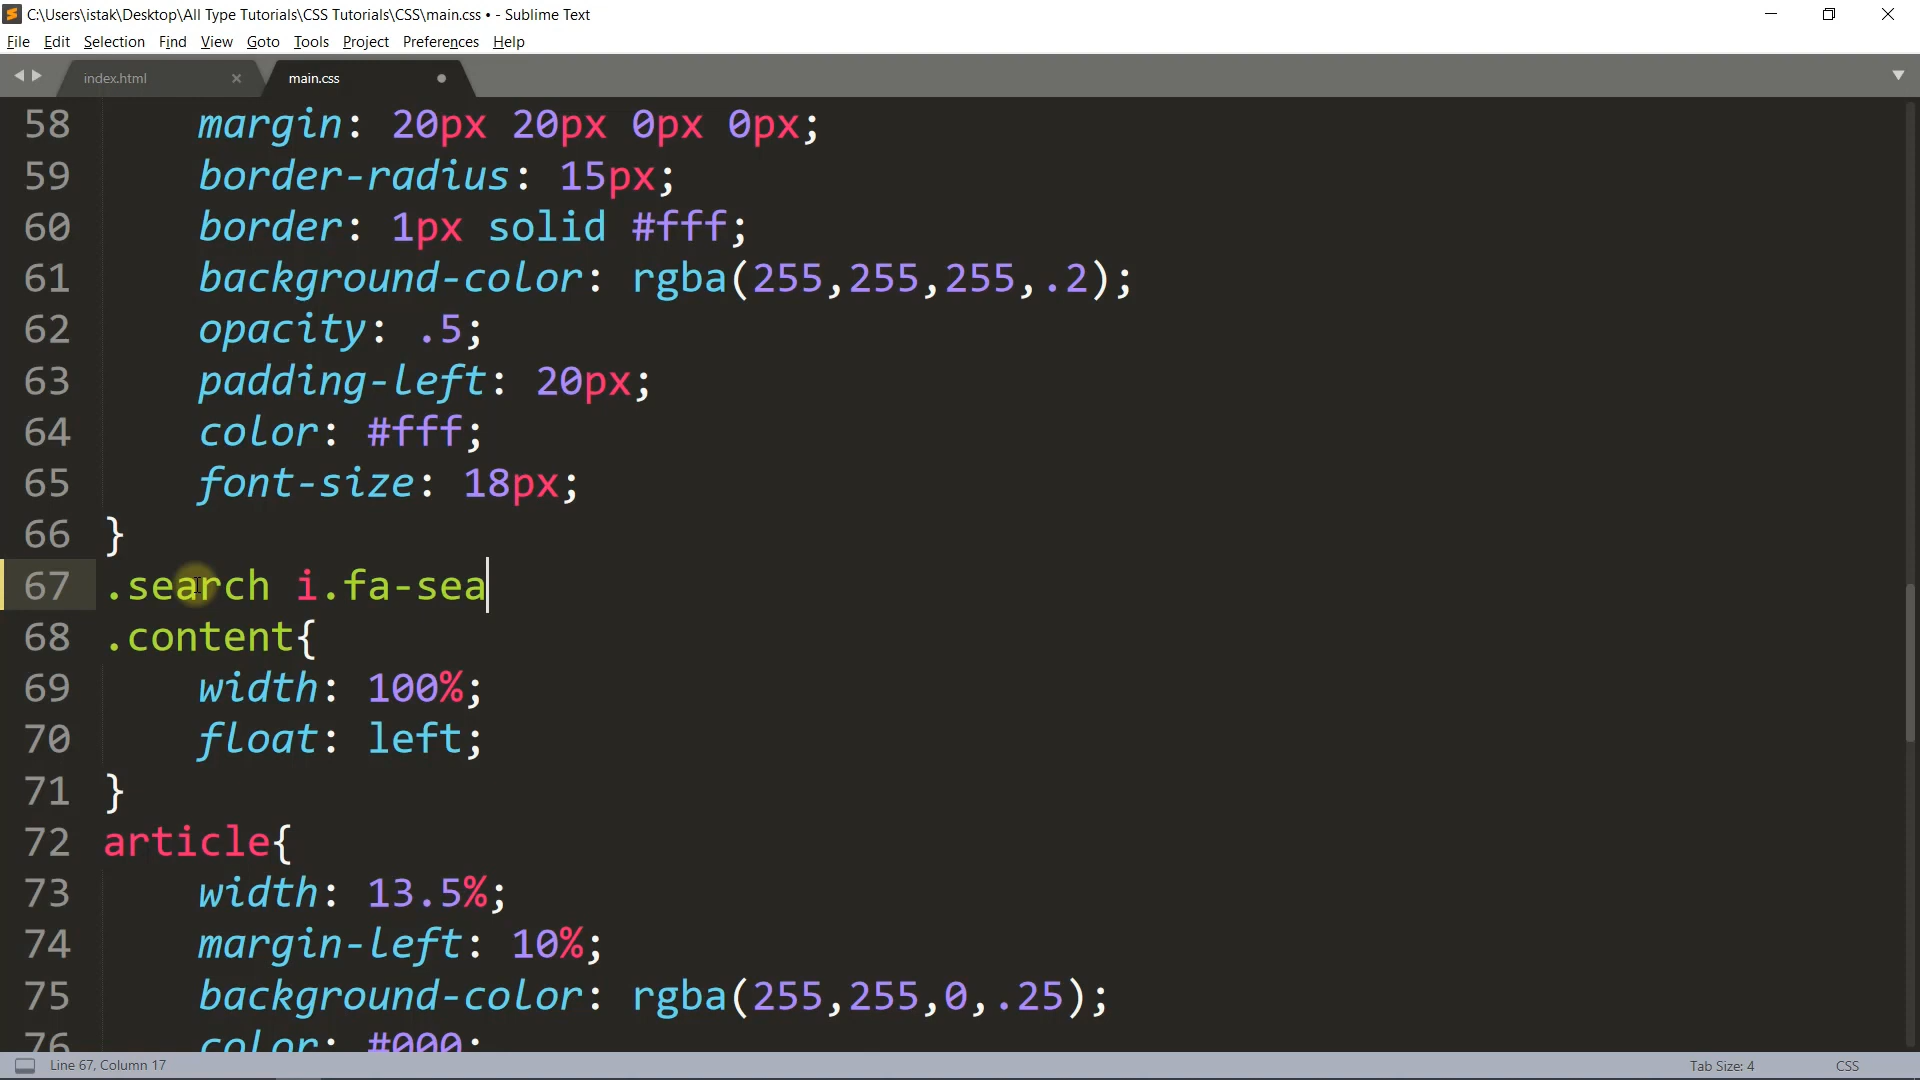 C:\Users\istak\Desktop\All Type Tutorials\CSS Tutorials\CSS\main.css • - Sublime Text
File Edit Selection Find View Goto Tools Project Preferences Help
index.html × main.css
58 margin: 20px 20px 0px 0px;
59 border-radius: 15px;
60 border: 1px solid #fff;
61 background-color: rgba(255,255,255,.2);
62 opacity: .5;
63 padding-left: 20px;
64 color: #fff;
65 font-size: 18px;
66 }
67 .search i.fa-sea
68 .content{
69 width: 100%;
70 float: left;
71 }
72 article{
73 width: 13.5%;
74 margin-left: 10%;
75 background-color: rgba(255,255,0,.25);
76 color: #000;
Line 67, Column 17 Tab Size: 4 CSS